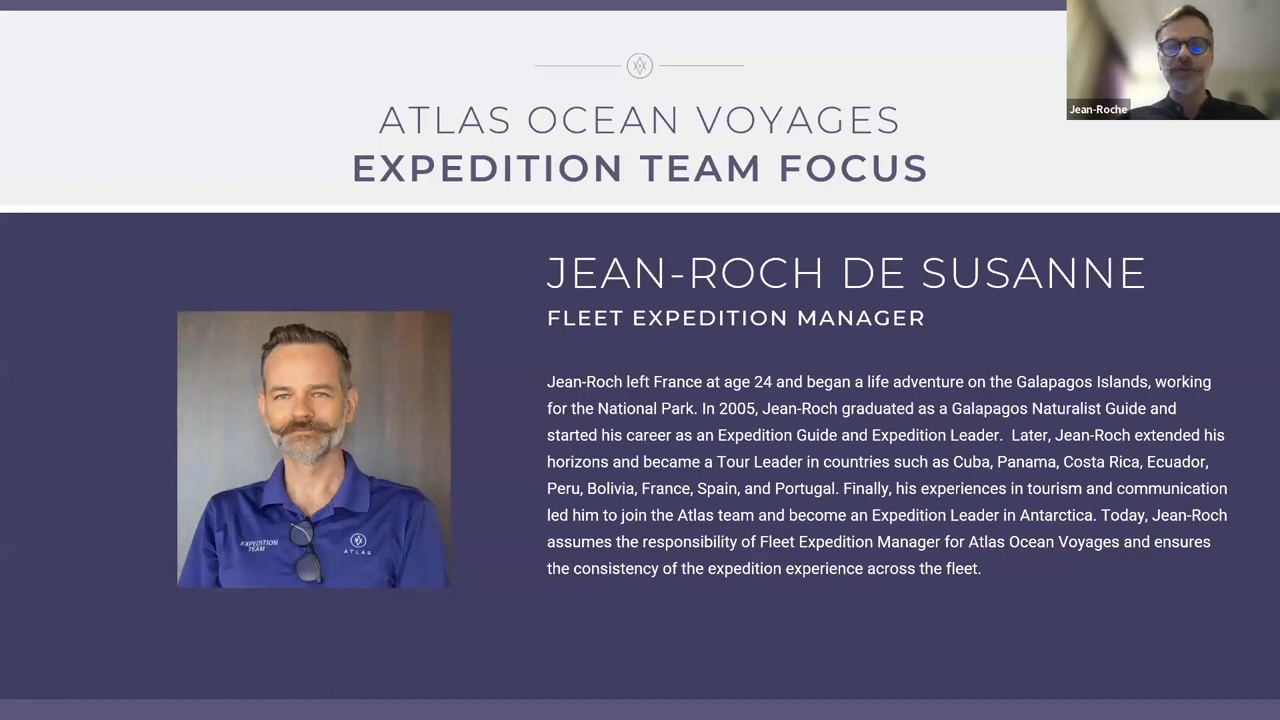 Jean-Roche
ATLAS OCEAN VOYAGES
EXPEDITION TEAM FOCUS
JEAN-ROCH DE SUSANNE
FLEET EXPEDITION MANAGER
Jean-Roch left France at age 24 and began a life adventure on the Galapagos Islands, working
for the National Park. In 2005, Jean-Roch graduated as a Galapagos Naturalist Guide and
started his career as an Expedition Guide and Expedition Leader.  Later, Jean-Roch extended his
horizons and became a Tour Leader in countries such as Cuba, Panama, Costa Rica, Ecuador,
Peru, Bolivia, France, Spain, and Portugal. Finally, his experiences in tourism and communication
led him to join the Atlas team and become an Expedition Leader in Antarctica. Today, Jean-Roch
assumes the responsibility of Fleet Expedition Manager for Atlas Ocean Voyages and ensures
the consistency of the expedition experience across the fleet.
EXPEDITION
TEAM
ATLAS